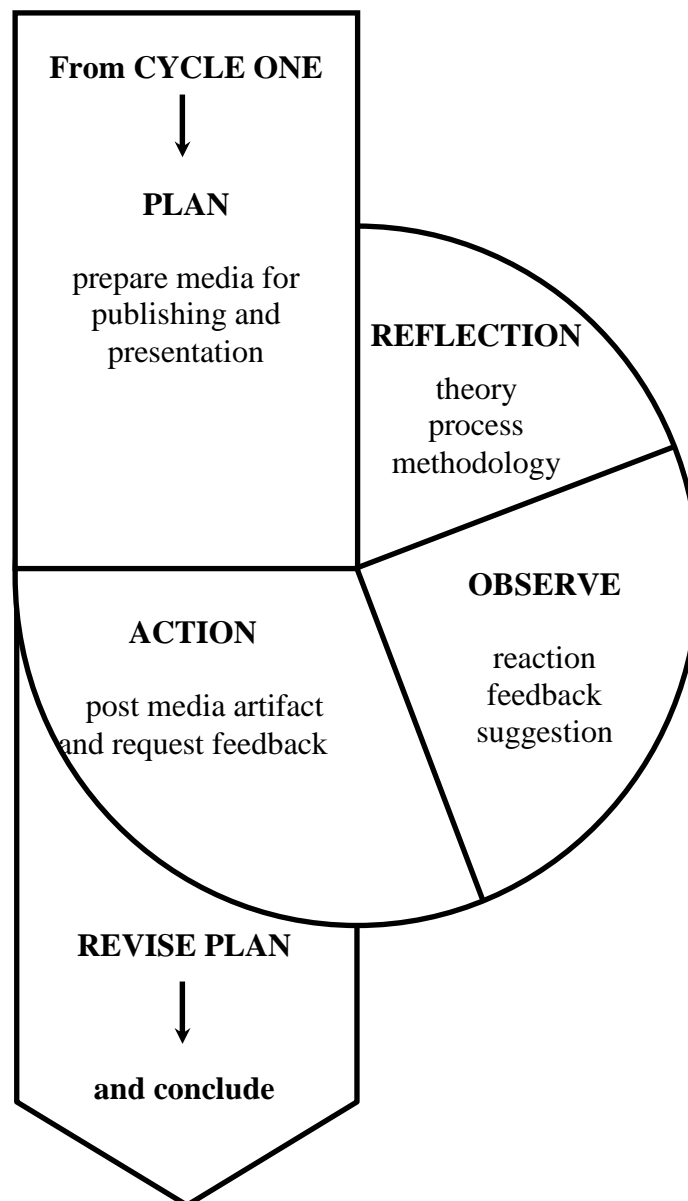 From CYCLE ONE
PLAN
prepare media for
publishing and
presentation
REFLECTION
theory
process
methodology
OBSERVE
reaction
feedback
suggestion
ACTION
post media artifact
and request feedback
REVISE PLAN
and conclude